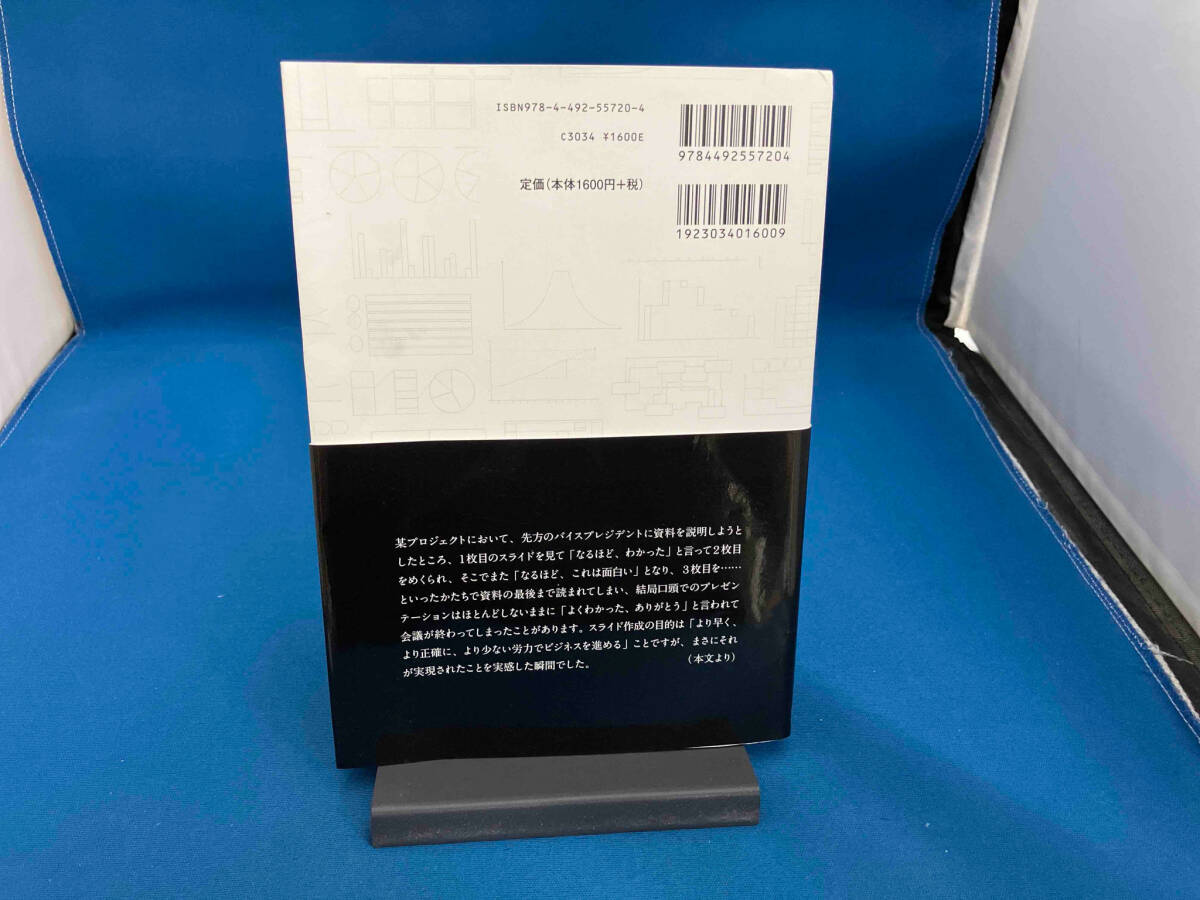 ISBN978-4-492-55720-4
C3034 ¥1600E
定価(本体1600円+税)
9784492557204
1923034016009
某プロジェクトにおいて、先方のバイスプレジデントに資料を説明しようと
したところ、1枚目のスライドを見て「なるほど、わかった」と言って2枚目
をめくられ、そこでまた「なるほど、これは面白い」となり、3枚目を……
といったかたちで資料の最後まで読まれてしまい、結局口頭でのプレゼン
テーションはほとんどしないままに「よくわかった、ありがとう」と言われて
会議が終わってしまったことがあります。スライド作成の目的は「より早く、
より正確に、より少ない労力でビジネスを進める」ことですが、まさにそれ
が実現されたことを実感した瞬間でした。 (本文より)